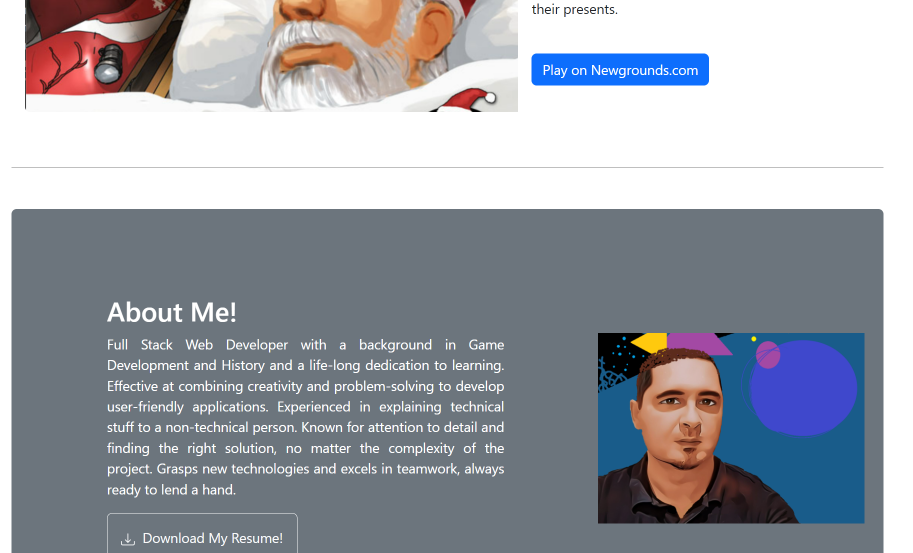 their presents.
Play on Newgrounds.com
About Me!
Full Stack Web Developer with a background in Game
Development and History and a life-long dedication to learning.
Effective at combining creativity and problem-solving to develop
user-friendly applications. Experienced in explaining technical
stuff to a non-technical person. Known for attention to detail and
finding the right solution, no matter the complexity of the
project. Grasps new technologies and excels in teamwork, always
ready to lend a hand.
Download My Resume!